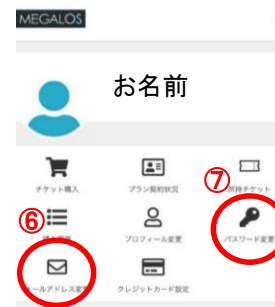 MEGALOS
お名前
チケット購入
プラン契約状況
⑦
所持チケット
⑥
プロフィール変更
パスワード変更
メールアドレス変更
クレジットカード設定